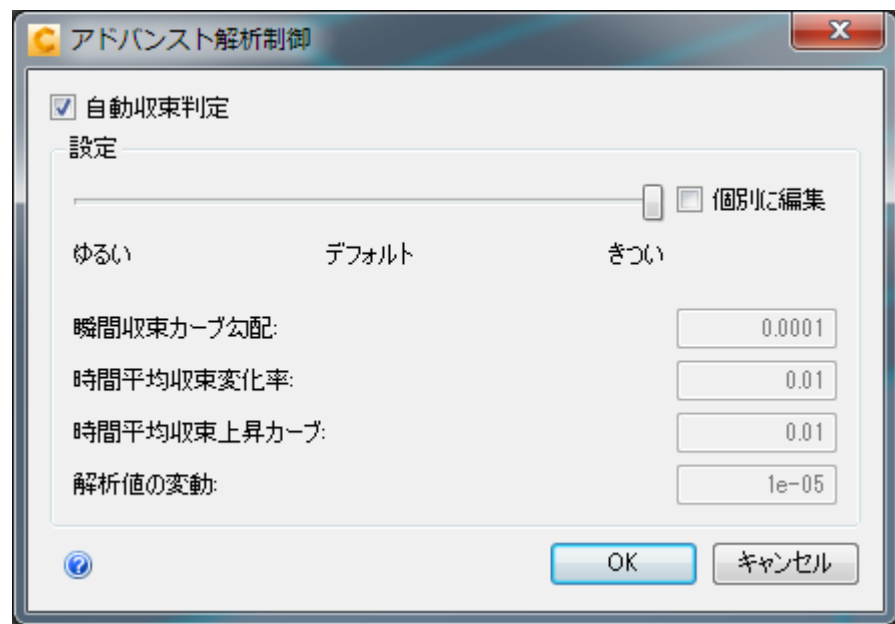 アドバンスト解析制御
自動収束判定
設定
個別に編集
ゆるい デフォルト きつい
瞬間収束カーブ勾配: 0.0001
時間平均収束変化率: 0.01
時間平均収束上昇カーブ: 0.01
解析値の変動: 1e-05
OK キャンセル